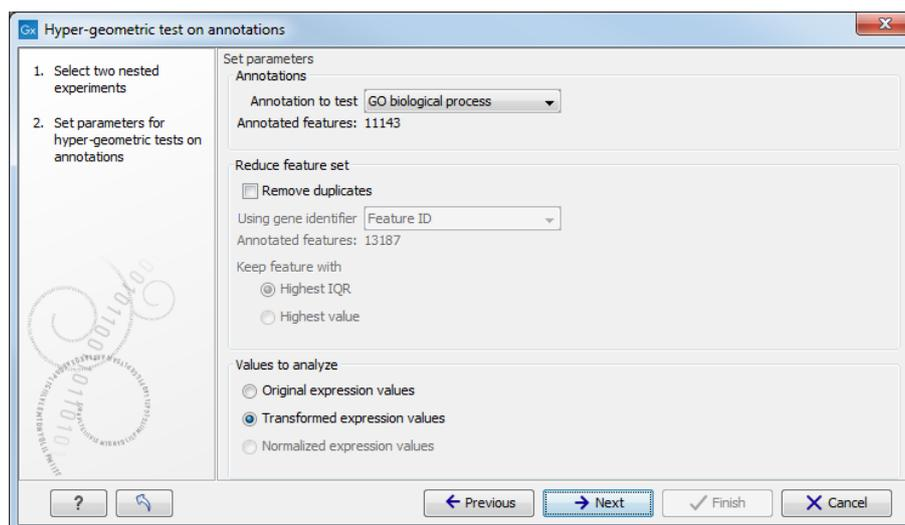 Gx Hyper-geometric test on annotations
1. Select two nested
experiments
2. Set parameters for
hyper-geometric tests on
annotations
Set parameters
Annotations
Annotation to test GO biological process
Annotated features: 11143
Reduce feature set
Remove duplicates
Using gene identifier Feature ID
Annotated features: 13187
Keep feature with
Highest IQR
Highest value
Values to analyze
Original expression values
Transformed expression values
Normalized expression values
? Previous Next Finish Cancel